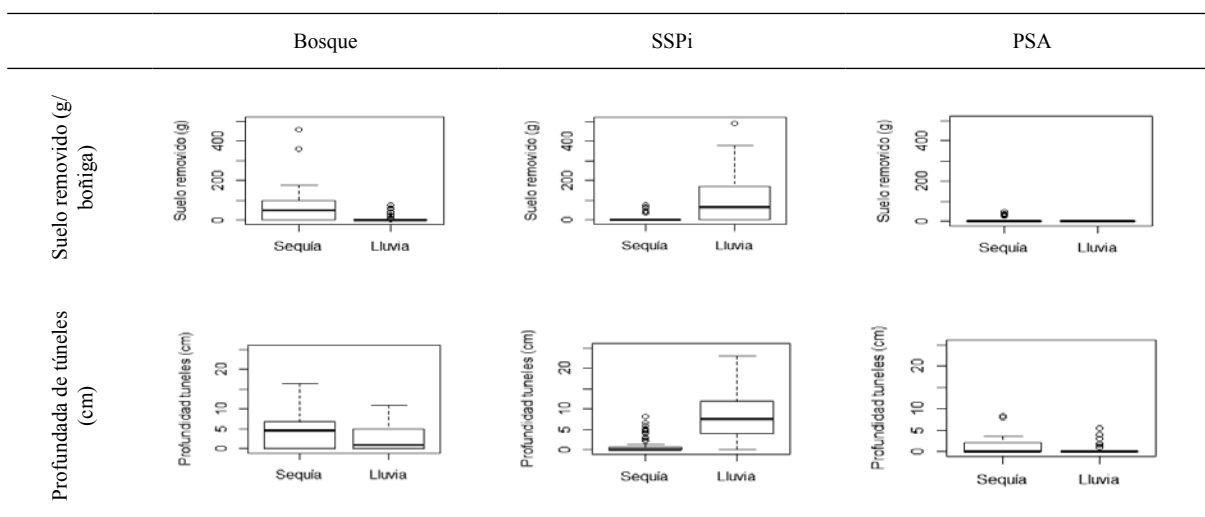 Bosque SSPi PSA
Suelo removido (g/
boñiga)
Suelo removido (g)
0 200 400
Sequía Lluvia
Suelo removido (g)
0 200 400
Sequía Lluvia
Suelo removido (g)
0 200 400
Sequía Lluvia
Profundada de túneles
(cm)
Profundidad tuneles (cm)
0 5 10 20
Sequía Lluvia
Profundidad tuneles (cm)
0 5 10 20
Sequía Lluvia
Profundidad tuneles (cm)
0 5 10 20
Sequía Lluvia